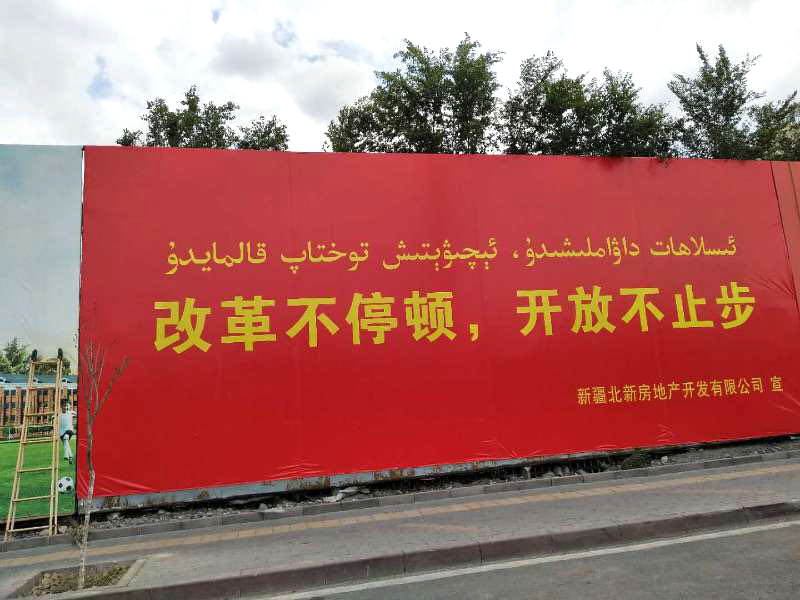 ئىسلاھات داۋاملىشىدۇ، ئېچىۋېتىش توختاپ قالمايدۇ
改革不停顿，开放不止步
新疆北新房地产开发有限公司 宣